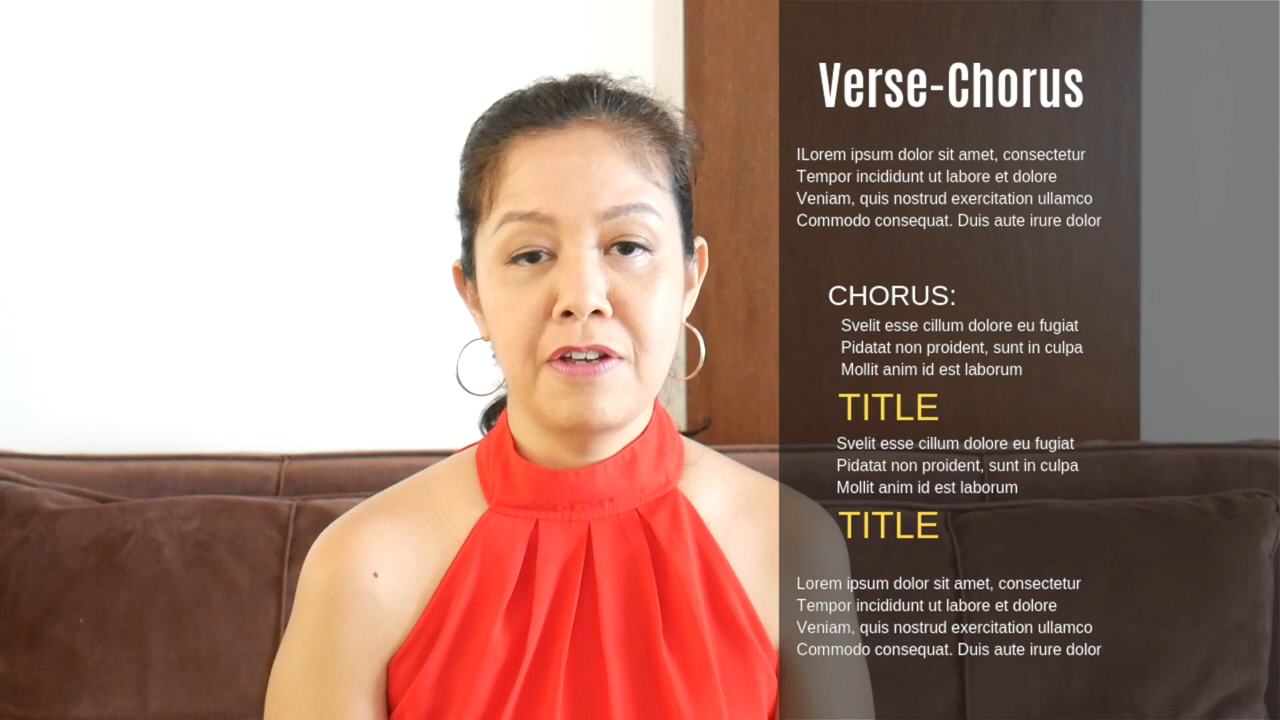 Verse-Chorus
ILorem ipsum dolor sit amet, consectetur
Tempor incididunt ut labore et dolore
Veniam, quis nostrud exercitation ullamco
Commodo consequat. Duis aute irure dolor
CHORUS:
Svelit esse cillum dolore eu fugiat
Pidatat non proident, sunt in culpa
Mollit anim id est laborum
TITLE
Svelit esse cillum dolore eu fugiat
Pidatat non proident, sunt in culpa
Mollit anim id est laborum
TITLE
Lorem ipsum dolor sit amet, consectetur
Tempor incididunt ut labore et dolore
Veniam, quis nostrud exercitation ullamco
Commodo consequat. Duis aute irure dolor